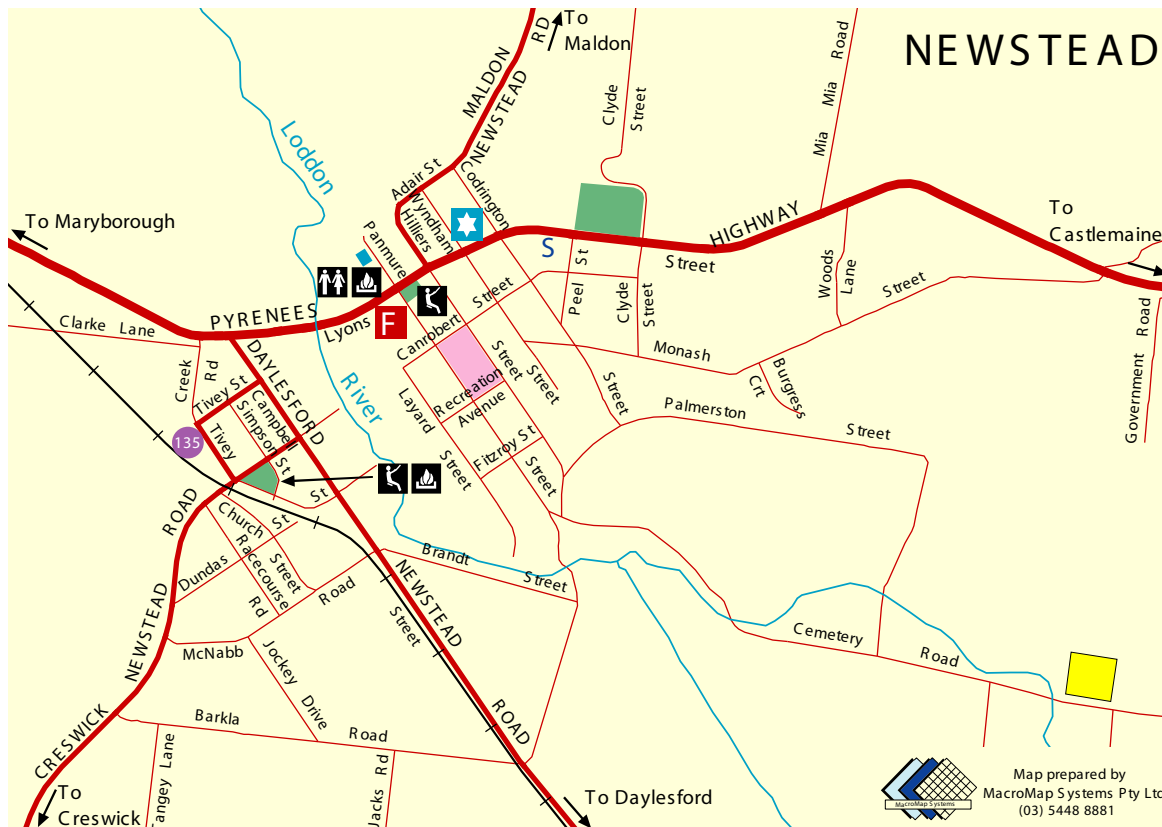 NEWSTEAD
To
Maldon
RD
MALDON
NEWSTEAD
Clyde
Street
Mia Mia Road
Loddon
River
Adair St
Codrington
Wyndham
Hilliers
Panmure
To Maryborough
To
Castlemaine
HIGHWAY
S
Street
Peel St
Clyde
Street
Woods
Lane
Street
Government Road
PYRENEES
Lyons
F
Clarke Lane
Creek
Rd
Canrobert
Street
Monash
Burgess
Crt
DAYLESFORD
Tivey St
Campbell
Simpson St
Tivey
135
Layard
Street
Recreation
Avenue
Street
Street
Street
Fitzroy St
Street
Palmerston
Street
St
ROAD
Church
Street
St
Racecourse
Rd
Dundas
Road
Brandt
Street
NEWSTEAD
Street
NEWSTEAD
McNabb
Jockey
Drive
Cemetery
Road
Barkla
Road
ROAD
CRESWICK
Tangey Lane
Jacks Rd
To
Creswick
To Daylesford
MacroMap Systems
Map prepared by
MacroMap Systems Pty Ltd
(03) 5448 8881